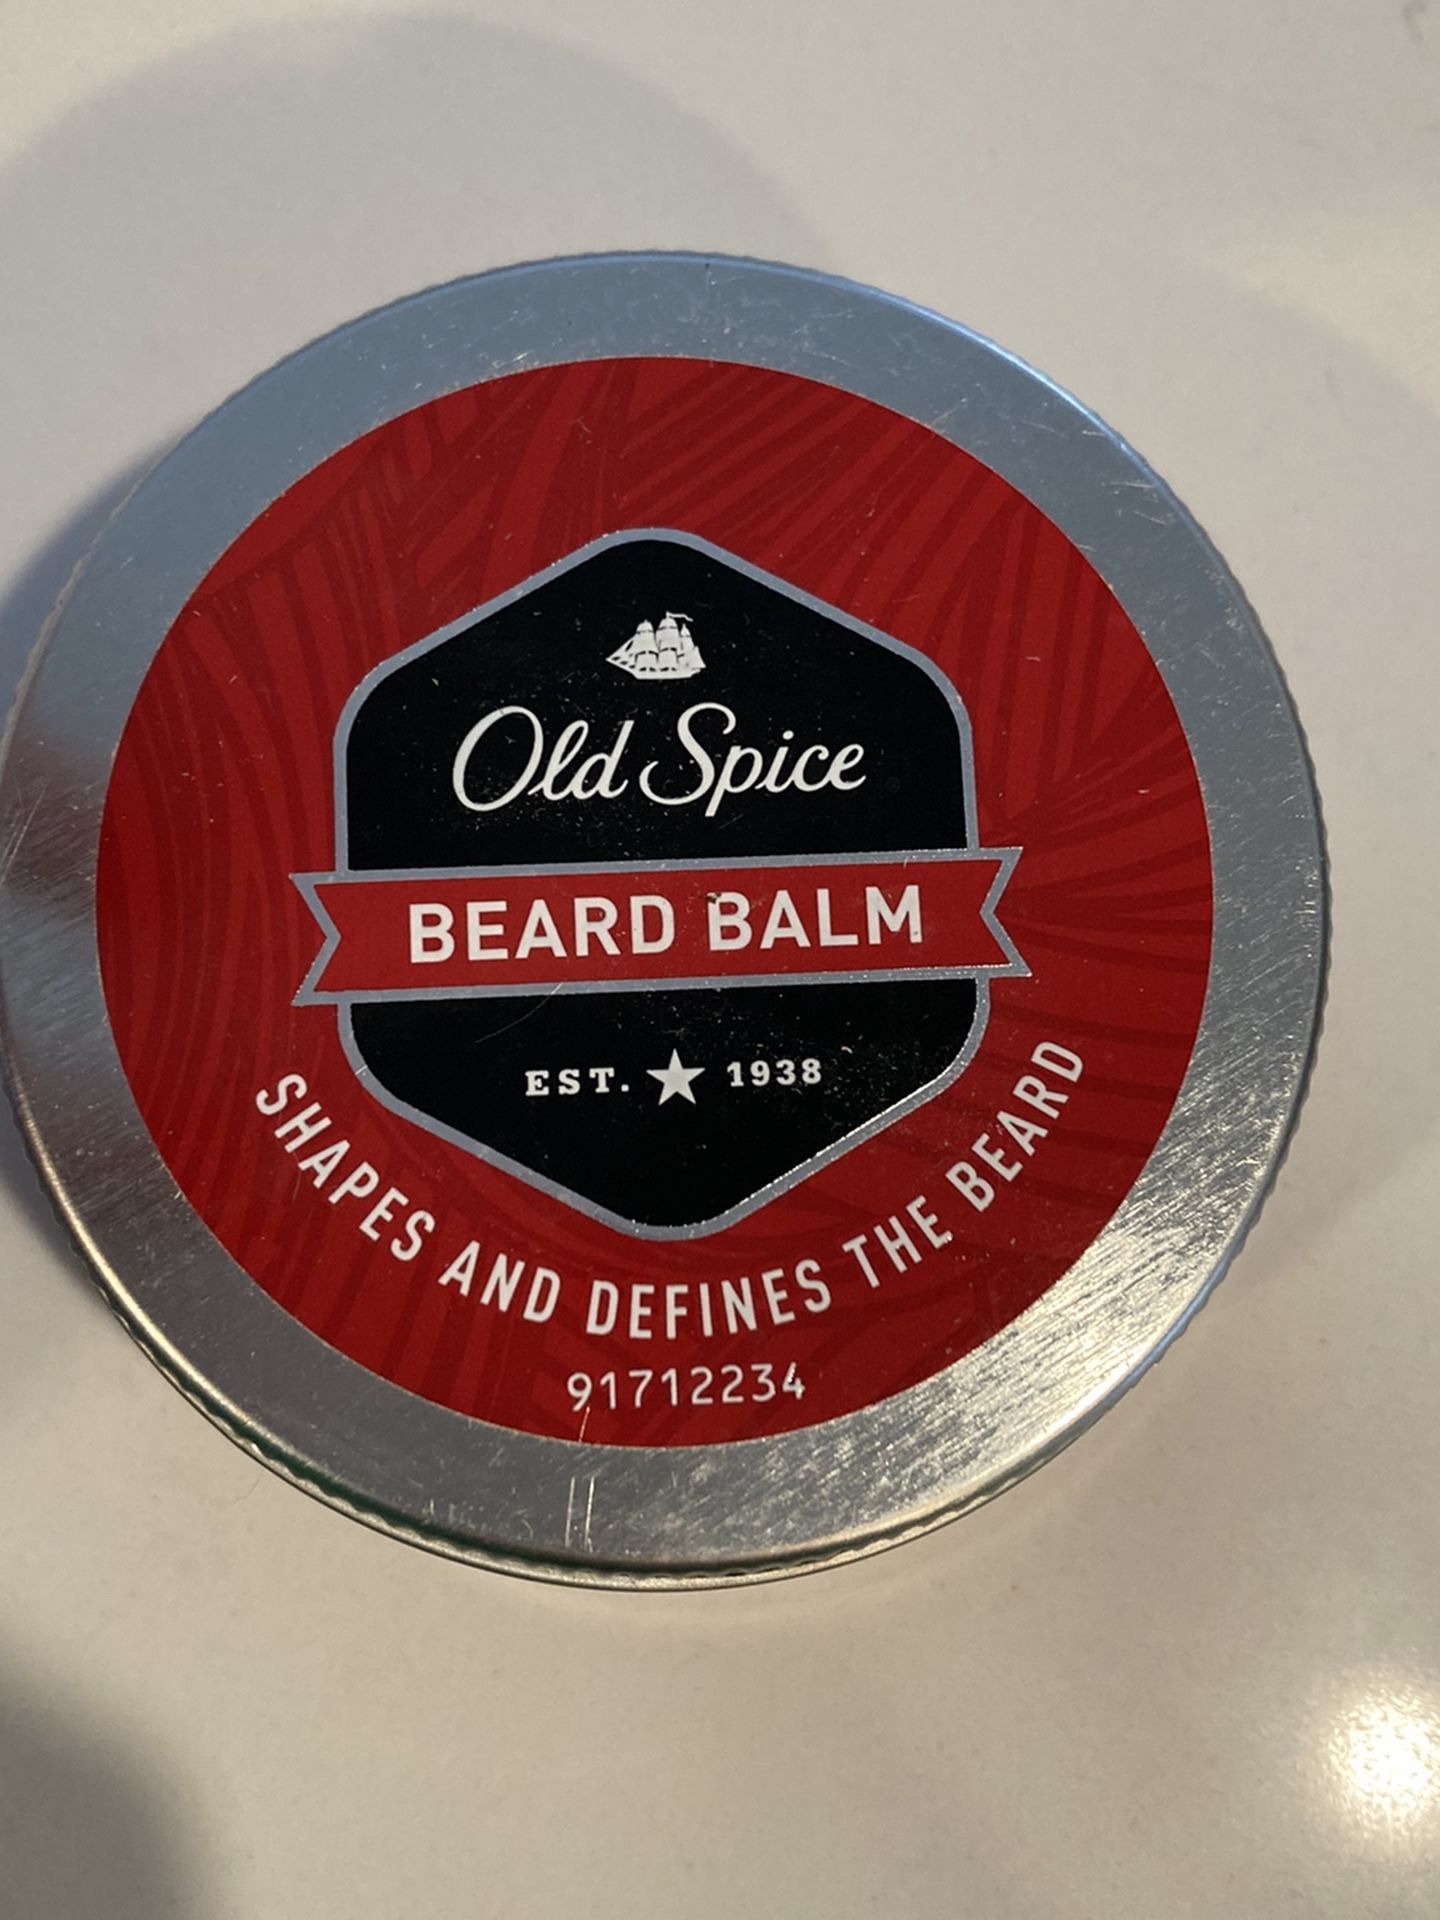 Old Spice
BEARD BALM
EST. ★ 1938
SHAPES AND DEFINES THE BEARD
91712234